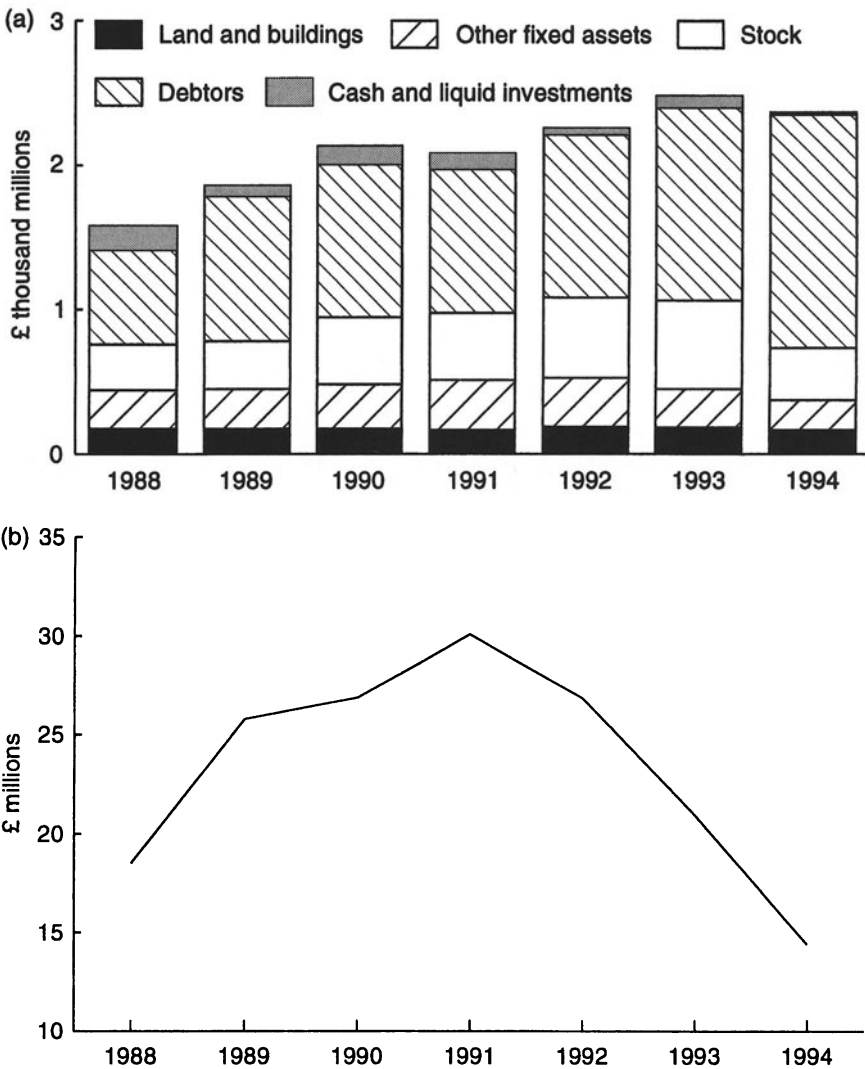 (a)
3
Land and buildings Other fixed assets Stock
Debtors Cash and liquid investments
2
1
0
£ thousand millions
1988 1989 1990 1991 1992 1993 1994
(b)
35
30
25
20
15
10
£ millions
1988 1989 1990 1991 1992 1993 1994